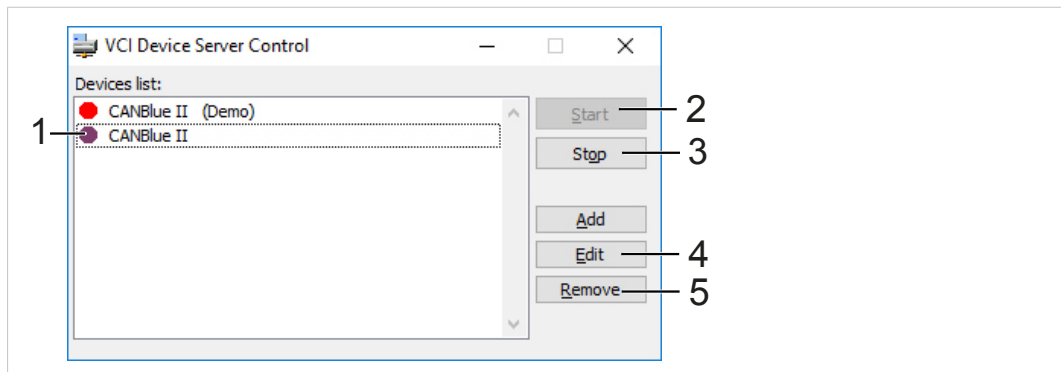 VCI Device Server Control
Devices list:
CANBlue II (Demo)
Start
2
1
CANBlue II
Stop
3
Add
Edit
4
Remove
5